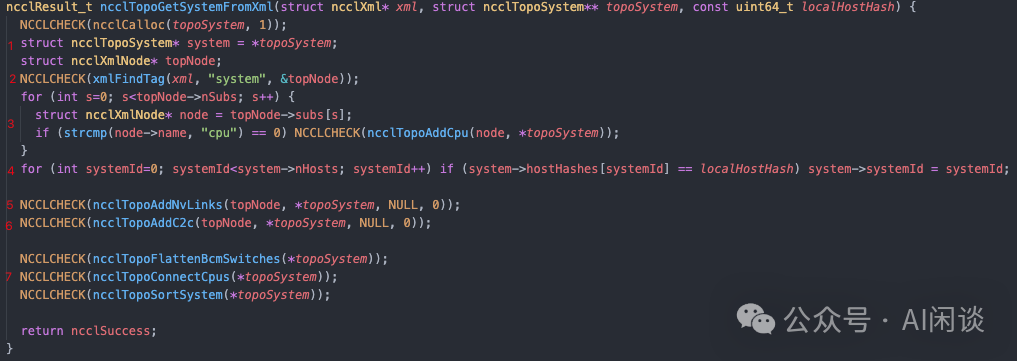 ncclResult_t ncclTopoGetSystemFromXml(struct ncclXml* xml, struct ncclTopoSystem** topoSystem, const uint64_t localHostHash) {
NCCLCHECK(ncclCalloc(topoSystem, 1));
1 struct ncclTopoSystem* system = *topoSystem;
struct ncclXmlNode* topNode;
2 NCCLCHECK(xmlFindTag(xml, "system", &topNode));
for (int s=0; s<topNode->nSubs; s++) {
struct ncclXmlNode* node = topNode->subs[s];
3 if (strcmp(node->name, "cpu") == 0) NCCLCHECK(ncclTopoAddCpu(node, *topoSystem));
}
4 for (int systemId=0; systemId<system->nHosts; systemId++) if (system->hostHashes[systemId] == localHostHash) system->systemId = systemId;
5 NCCLCHECK(ncclTopoAddNvLinks(topNode, *topoSystem, NULL, 0));
6 NCCLCHECK(ncclTopoAddC2c(topNode, *topoSystem, NULL, 0));
NCCLCHECK(ncclTopoFlattenBcmSwitches(*topoSystem));
7 NCCLCHECK(ncclTopoConnectCpus(*topoSystem));
NCCLCHECK(ncclTopoSortSystem(*topoSystem));
return ncclSuccess;
}
公众号 · AI闲谈